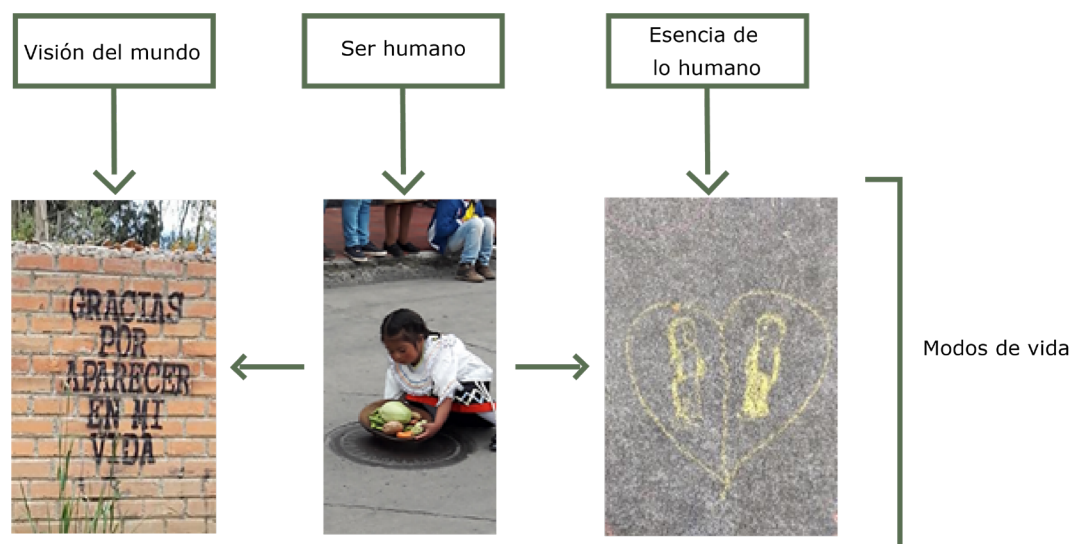 Visión del mundo
Ser humano
Esencia de
lo humano
GRACIAS
POR
APARECER
EN MI
VIDA
Modos de vida